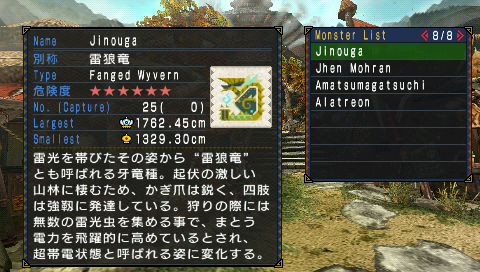 Name Jinouga
別称 雷狼竜
Type Fanged Wyvern
危険度 ★★★★★★
No. (Capture) 25( 0)
Largest 1762.45cm
Smallest 1329.30cm
雷光を帯びたその姿から“雷狼竜”
とも呼ばれる牙竜種。起伏の激しい
山林に棲むため、かぎ爪は鋭く、四肢
は強靭に発達している。狩りの際には
無数の雷光虫を集める事で、まとう
電力を飛躍的に高めているとされ、
超帯電状態と呼ばれる姿に変化する。
Monster List 8/8
Jinouga
Jhen Mohran
Amatsumagatsuchi
Alatreon